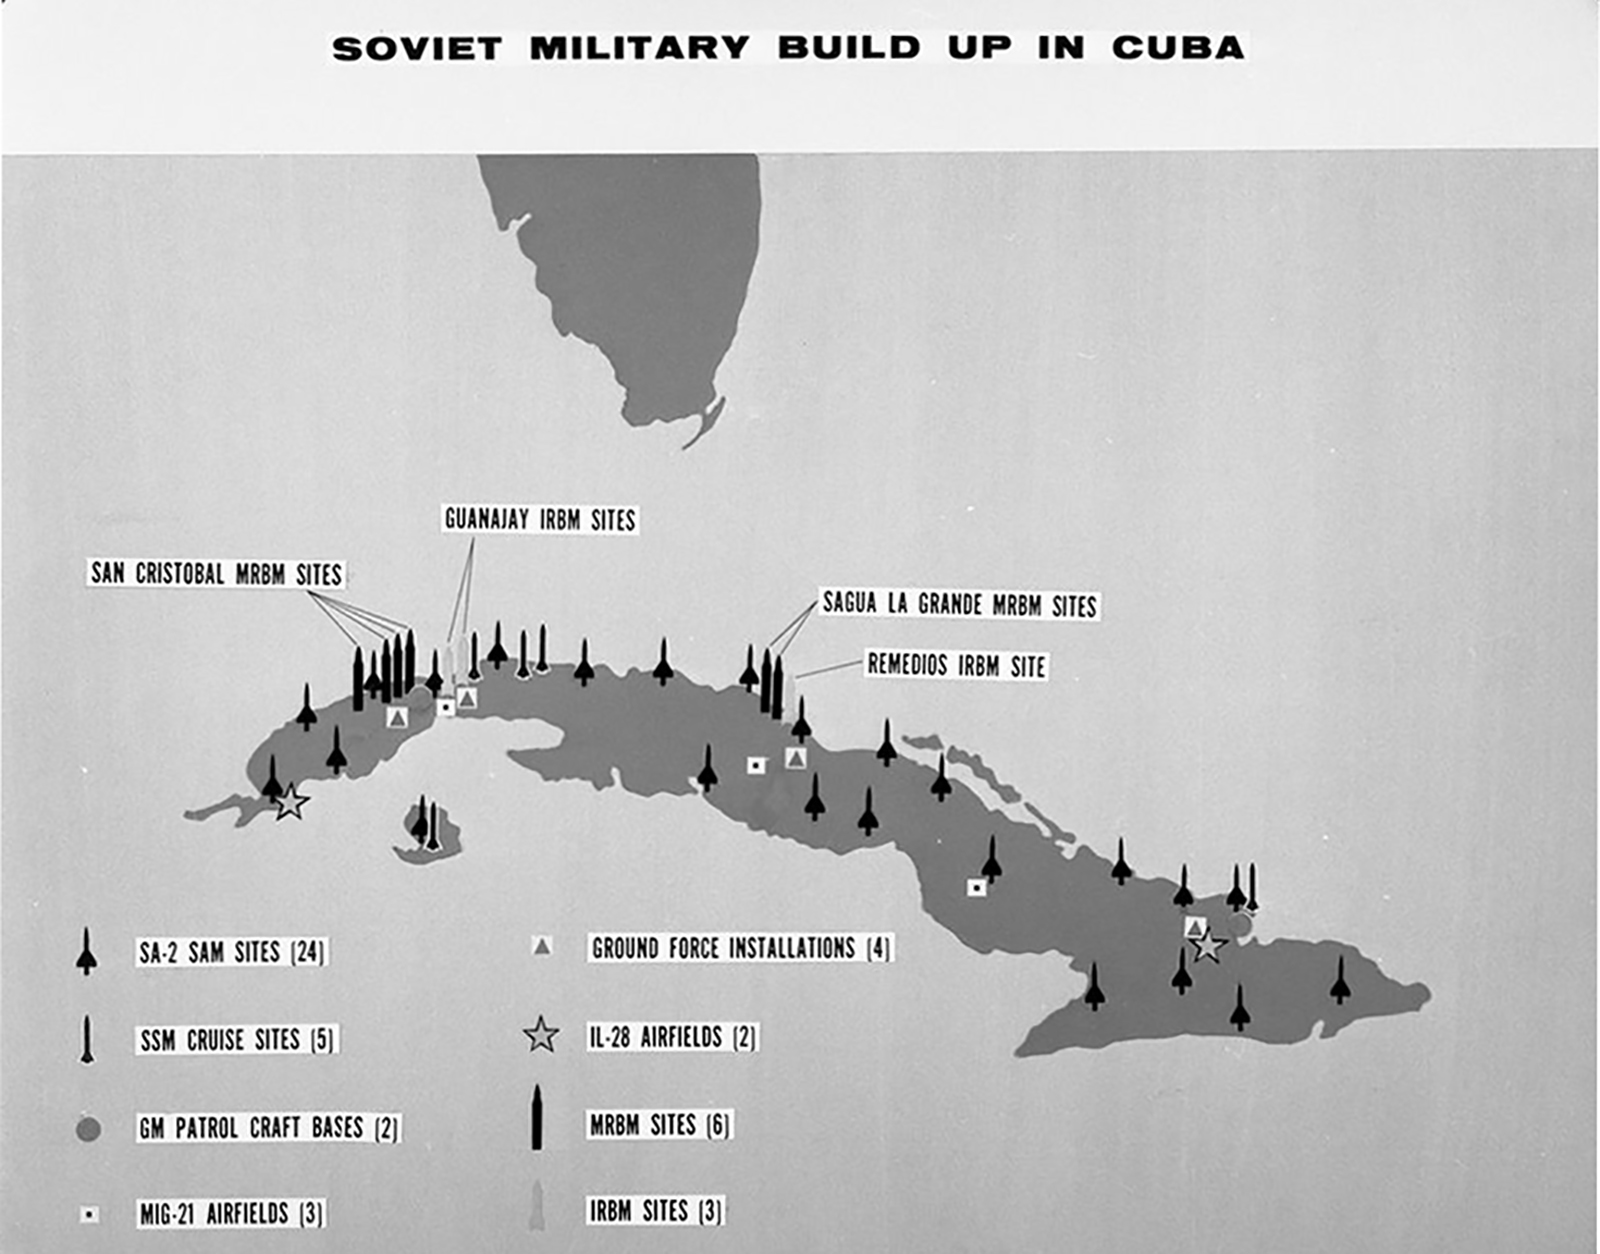 SOVIET MILITARY BUILD UP IN CUBA
GUANAJAY IRBM SITES
SAN CRISTOBAL MRBM SITES
SAGUA LA GRANDE MRBM SITES
REMEDIOS IRBM SITE
SA-2 SAM SITES (24)
SSM CRUISE SITES (5)
GM PATROL CRAFT BASES (2)
MIG-21 AIRFIELDS (3)
GROUND FORCE INSTALLATIONS (4)
IL-28 AIRFIELDS (2)
MRBM SITES (6)
IRBM SITES (3)